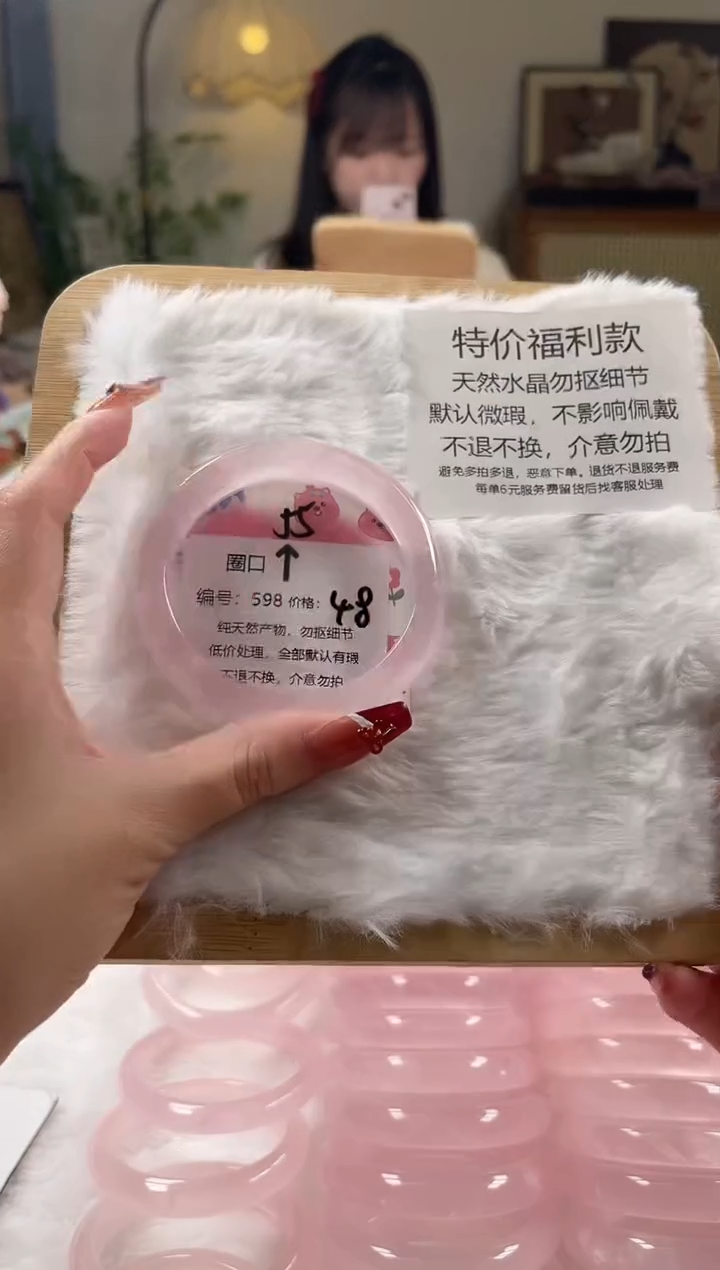 特价福利款
天然水晶勿抠细节
默认微瑕，不影响佩戴
不退不换，介意勿拍
避免多拍多退，恶意下单。退货不退服务费
每单6元服务费留货后找客服处理
圈口
编号：598 价格：48
纯天然产物，勿抠细节
低价处理，全部默认有瑕
不退不换，介意勿拍